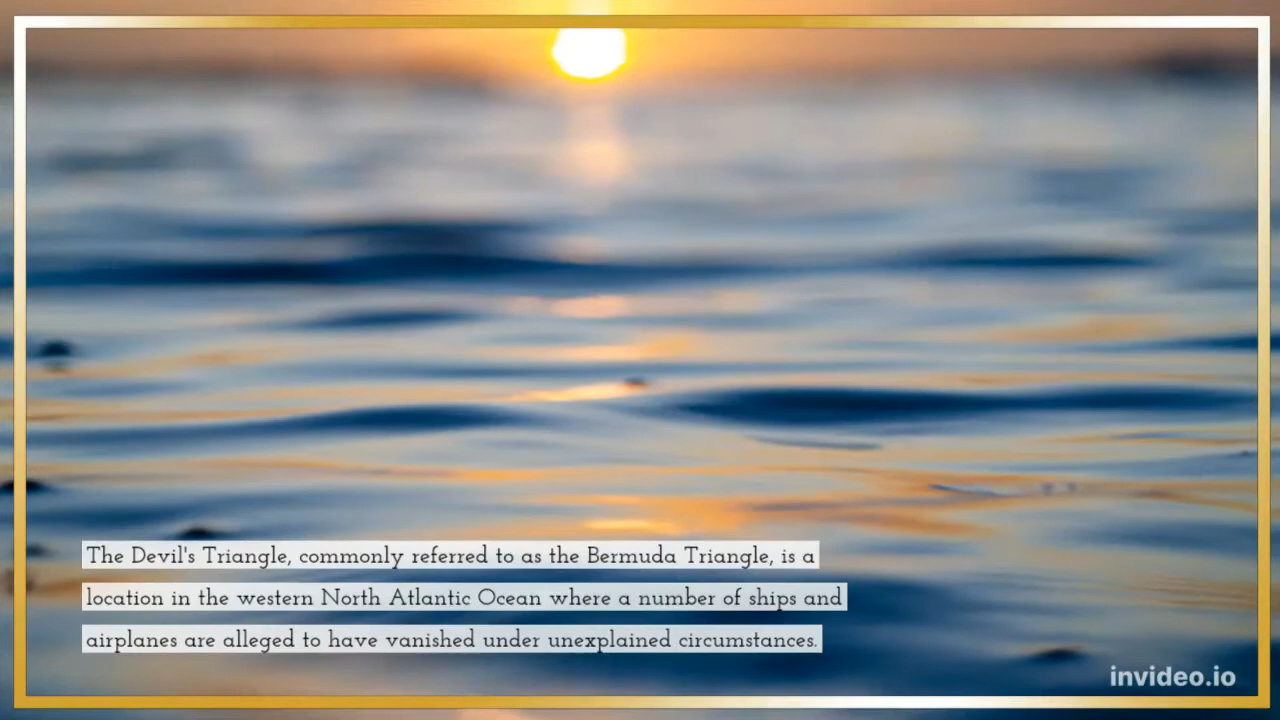 The Devil's Triangle, commonly referred to as the Bermuda Triangle, is a
location in the western North Atlantic Ocean where a number of ships and
airplanes are alleged to have vanished under unexplained circumstances.
invideo.io